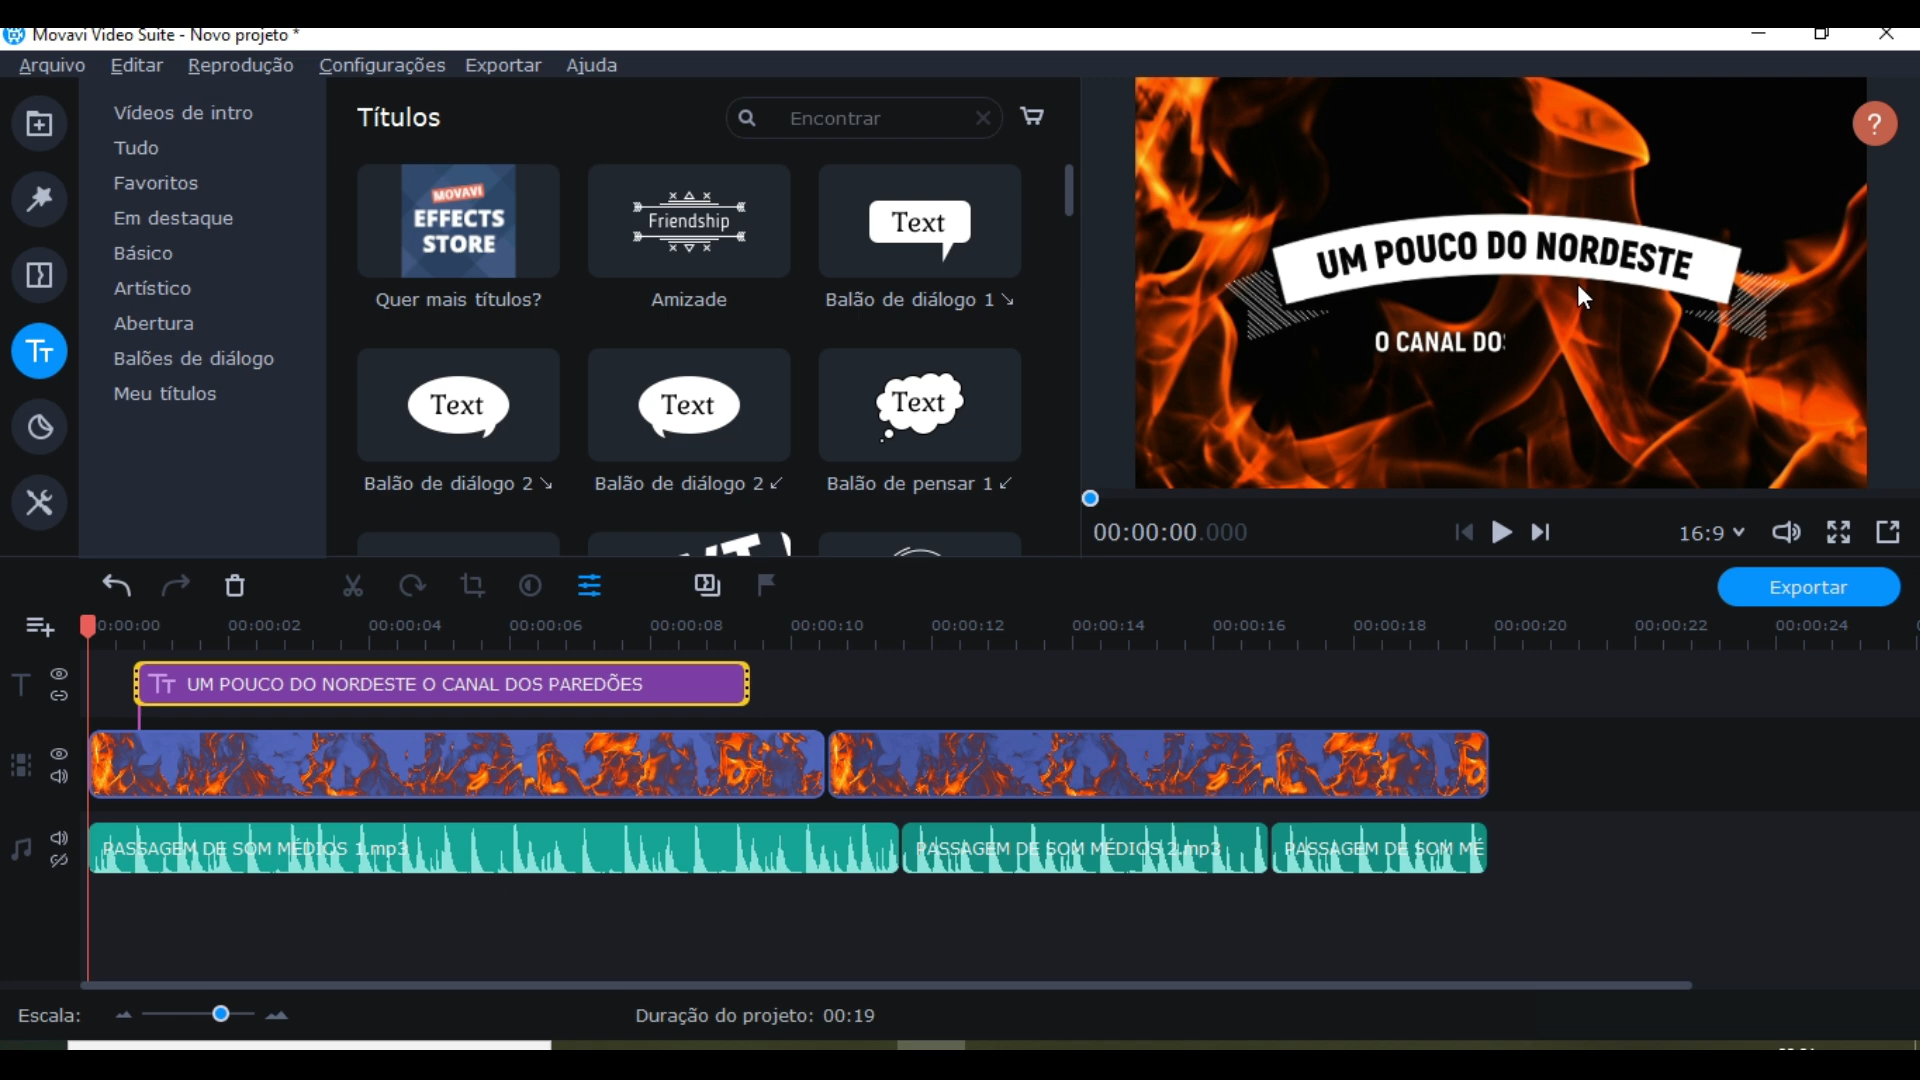 Movavi Video Suite - Novo projeto *
Arquivo Editar Reprodução Configurações Exportar Ajuda
Vídeos de intro
Tudo
Favoritos
Em destaque
Básico
Artístico
Abertura
Balões de diálogo
Meu títulos
Títulos
Encontrar
MOVAVI
EFFECTS
STORE
Quer mais títulos?
Friendship
Amizade
Text
Balão de diálogo 1
Text
Balão de diálogo 2
Text
Balão de diálogo 2
Text
Balão de pensar 1
?
UM POUCO DO NORDESTE
O CANAL DO
00:00:00.000
16:9
Exportar
0:00:00 00:00:02 00:00:04 00:00:06 00:00:08 00:00:10 00:00:12 00:00:14 00:00:16 00:00:18 00:00:20 00:00:22 00:00:24
UM POUCO DO NORDESTE O CANAL DOS PAREDÕES
PASSAGEM DE SOM MÉDIOS 1.mp3 PASSAGEM DE SOM MÉDIOS 2.mp3 PASSAGEM DE SOM MÉ
Escala:
Duração do projeto: 00:19